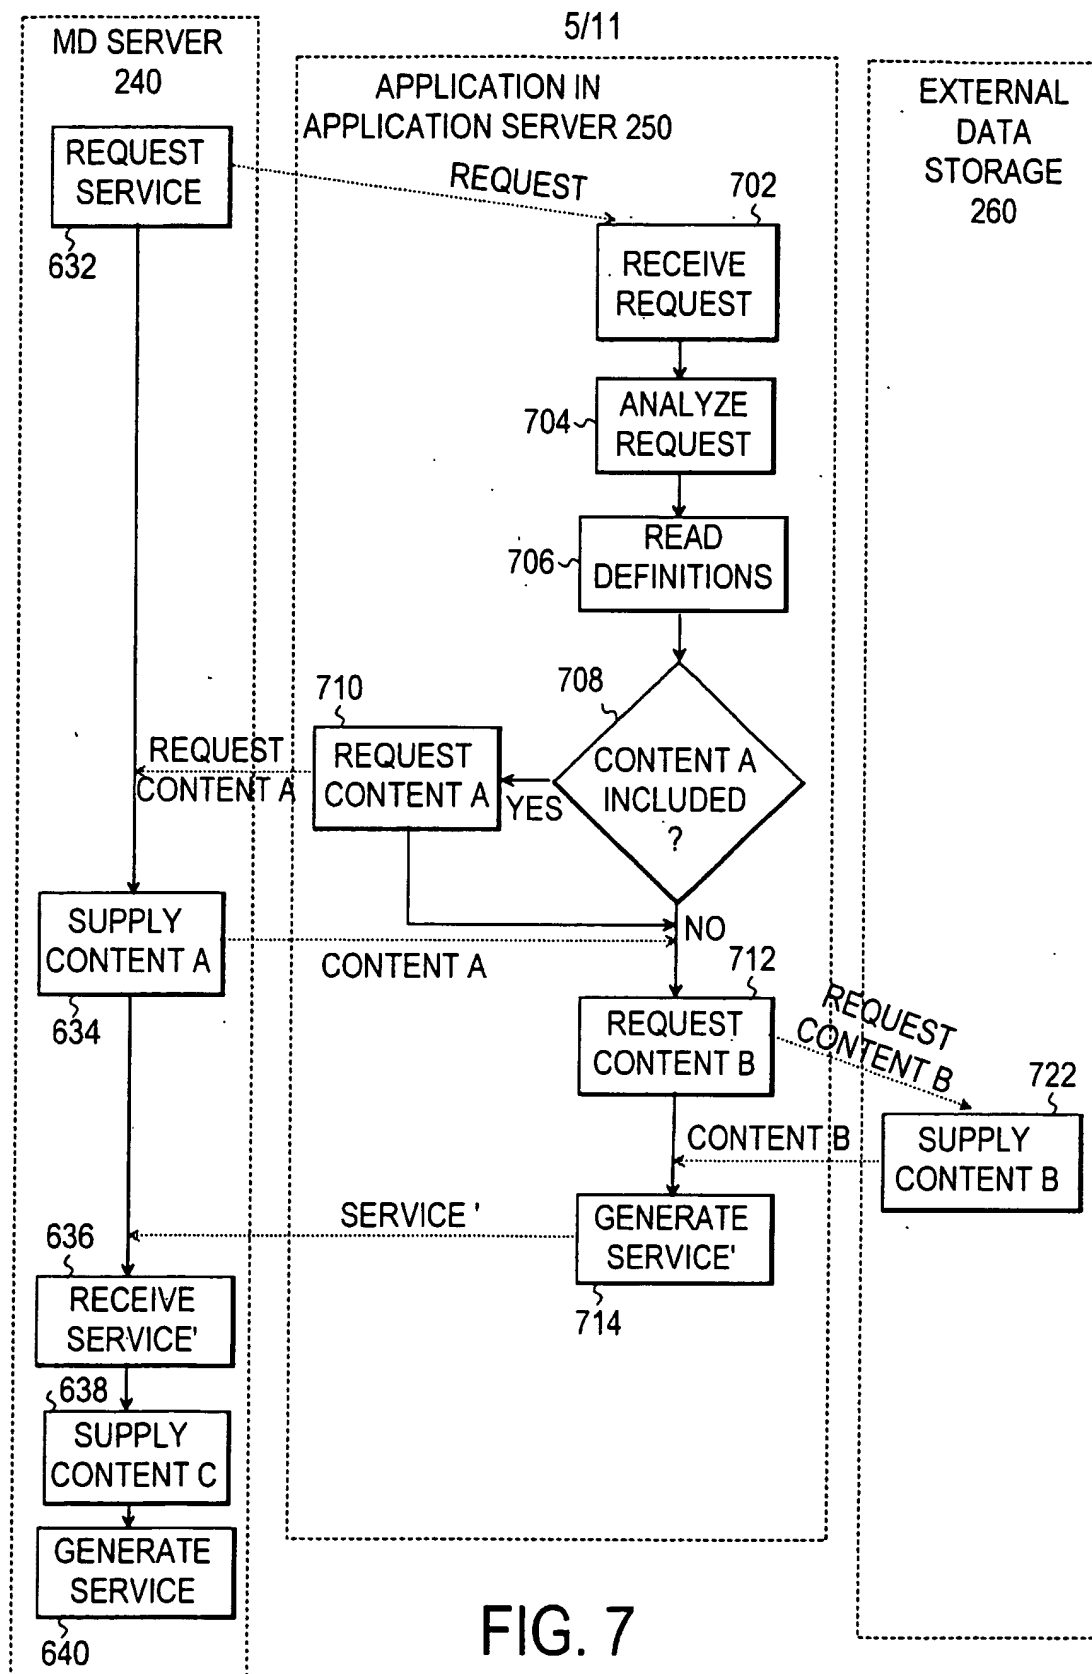 5/11
MD SERVER
240
APPLICATION IN
APPLICATION SERVER 250
EXTERNAL
DATA
STORAGE
260
REQUEST
SERVICE
632
REQUEST
702
RECEIVE
REQUEST
704
ANALYZE
REQUEST
706
READ
DEFINITIONS
708
CONTENT A
INCLUDED
?
YES
NO
710
REQUEST
CONTENT A
REQUEST
CONTENT A
SUPPLY
CONTENT A
634
CONTENT A
712
REQUEST
CONTENT B
REQUEST
CONTENT B
722
SUPPLY
CONTENT B
CONTENT B
GENERATE
SERVICE'
714
SERVICE '
636
RECEIVE
SERVICE'
638
SUPPLY
CONTENT C
GENERATE
SERVICE
640
FIG. 7